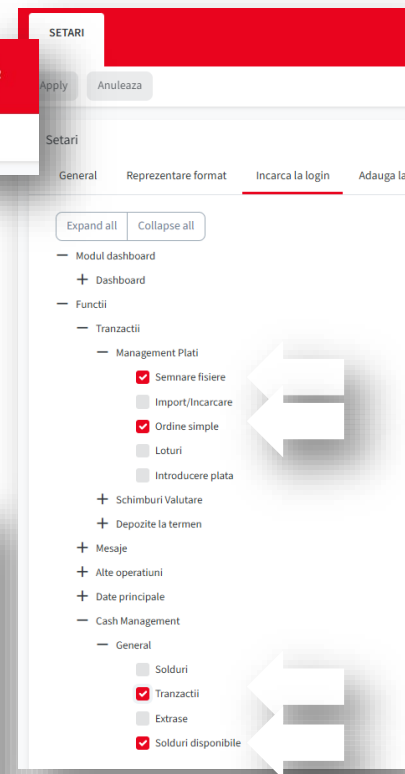 SETARI
Apply Anuleaza
Setari
General Reprezentare format Incarca la login Adauga la
Expand all Collapse all
Modul dashboard
Dashboard
Functii
Tranzactii
Management Plati
Semnare fisiere
Import/Incarcare
Ordine simple
Loturi
Introducere plata
Schimburi Valutare
Depozite la termen
Mesaje
Alte operatiuni
Date principale
Cash Management
General
Solduri
Tranzactii
Extrase
Solduri disponibile